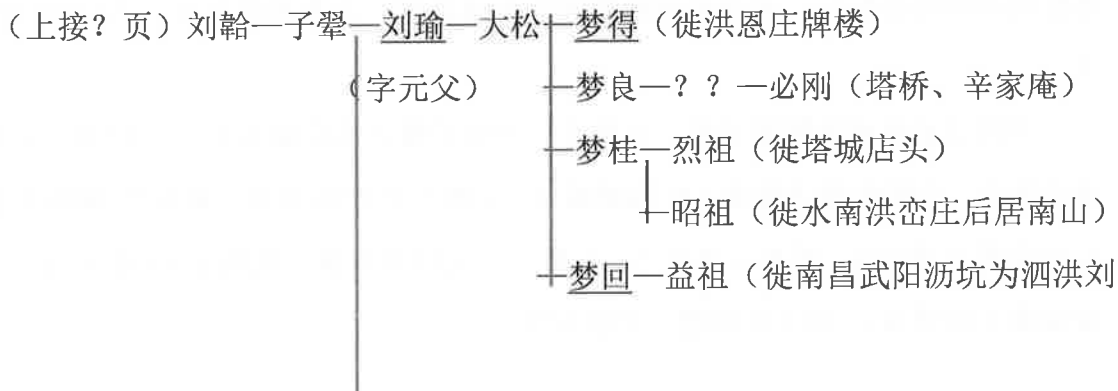 （上接？页）刘韐—子翚—刘瑜—大松—梦得（徙洪恩庄牌楼）
（字元父）—梦良—？？—必刚（塔桥、辛家庵）
—梦桂—烈祖（徙塔城店头）
—昭祖（徙水南洪峦庄后居南山）
—梦回—益祖（徙南昌武阳沥坑为泗洪刘